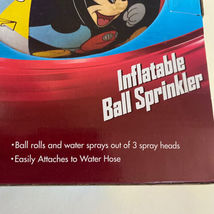 Inflatable
Ball Sprinkler
•Ball rolls and water sprays out of 3 spray heads
•Easily Attaches to Water Hose